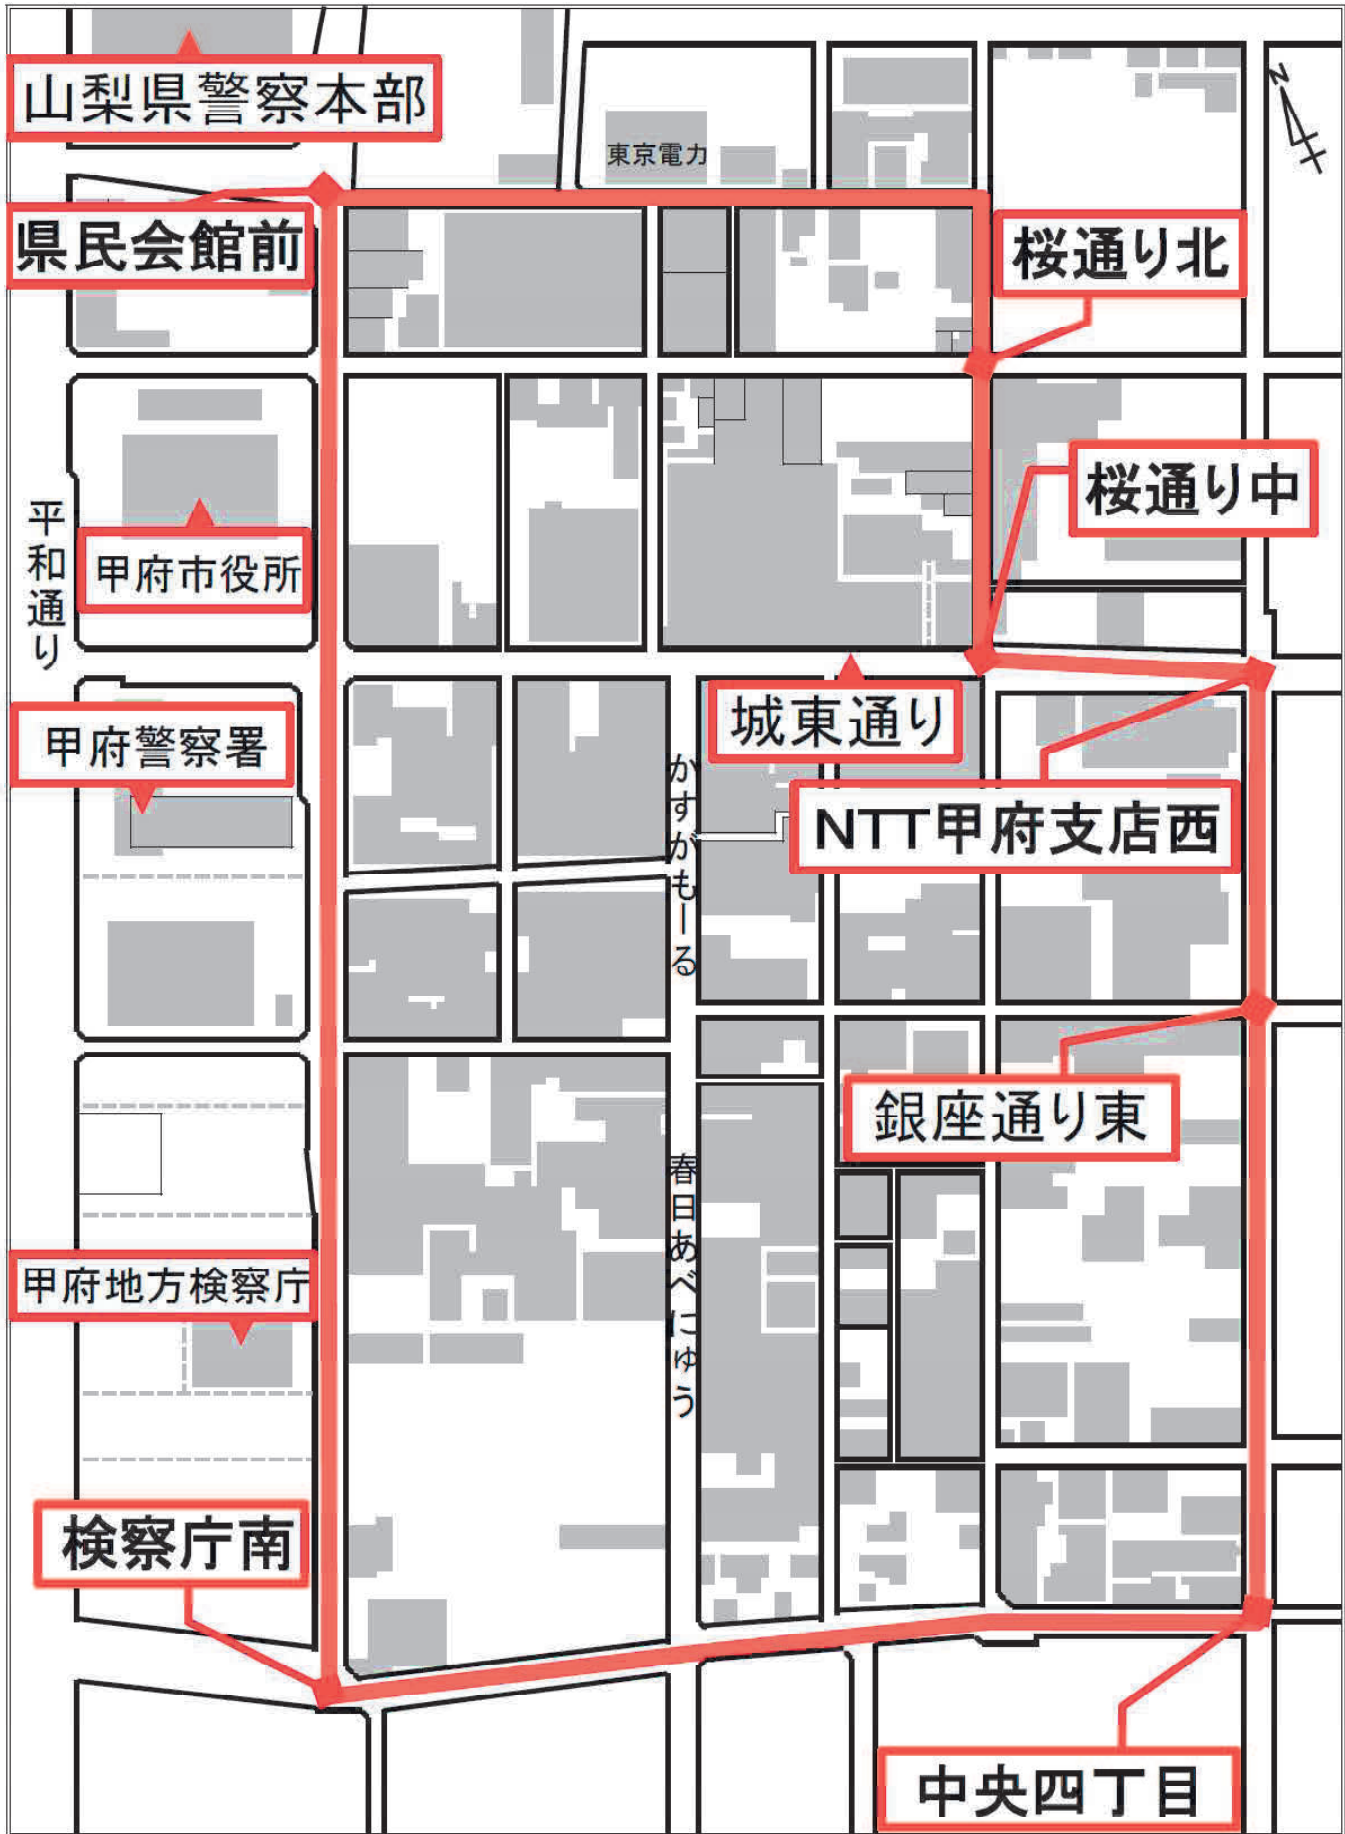 山梨県警察本部
東京電力
N
県民会館前
桜通り北
桜通り中
平和通り
甲府市役所
城東通り
甲府警察署
かすがもーる
NTT甲府支店西
銀座通り東
春日あべにゅう
甲府地方検察庁
検察庁南
中央四丁目